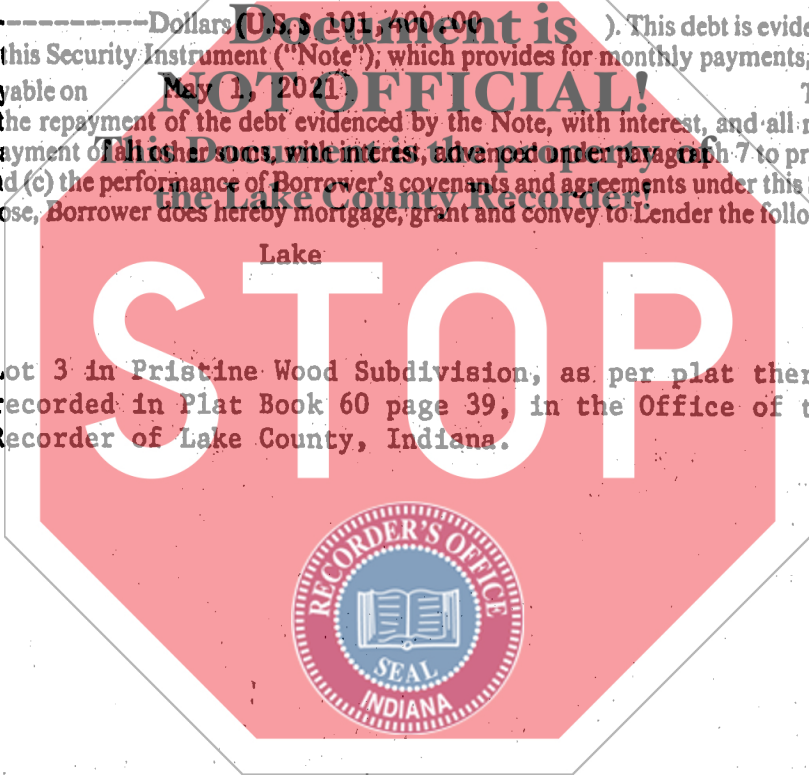 ----------Dollars (U.S. $ 101,400.00 ). This debt is evide
this Security Instrument ("Note"), which provides for monthly payments,
yable on May 1, 2021. T
the repayment of the debt evidenced by the Note, with interest, and all r
ayment of all other sums, with interest, advanced under paragraph 7 to pr
d (c) the performance of Borrower's covenants and agreements under this
ose, Borrower does hereby mortgage, grant and convey to Lender the follo
Lake
Lot 3 in Pristine Wood Subdivision, as per plat ther
recorded in Plat Book 60 page 39, in the Office of t
Recorder of Lake County, Indiana.
Document is
NOT OFFICIAL!
This Document is the property of
the Lake County Recorder!
STOP
RECORDER'S OFFICE
SEAL
INDIANA